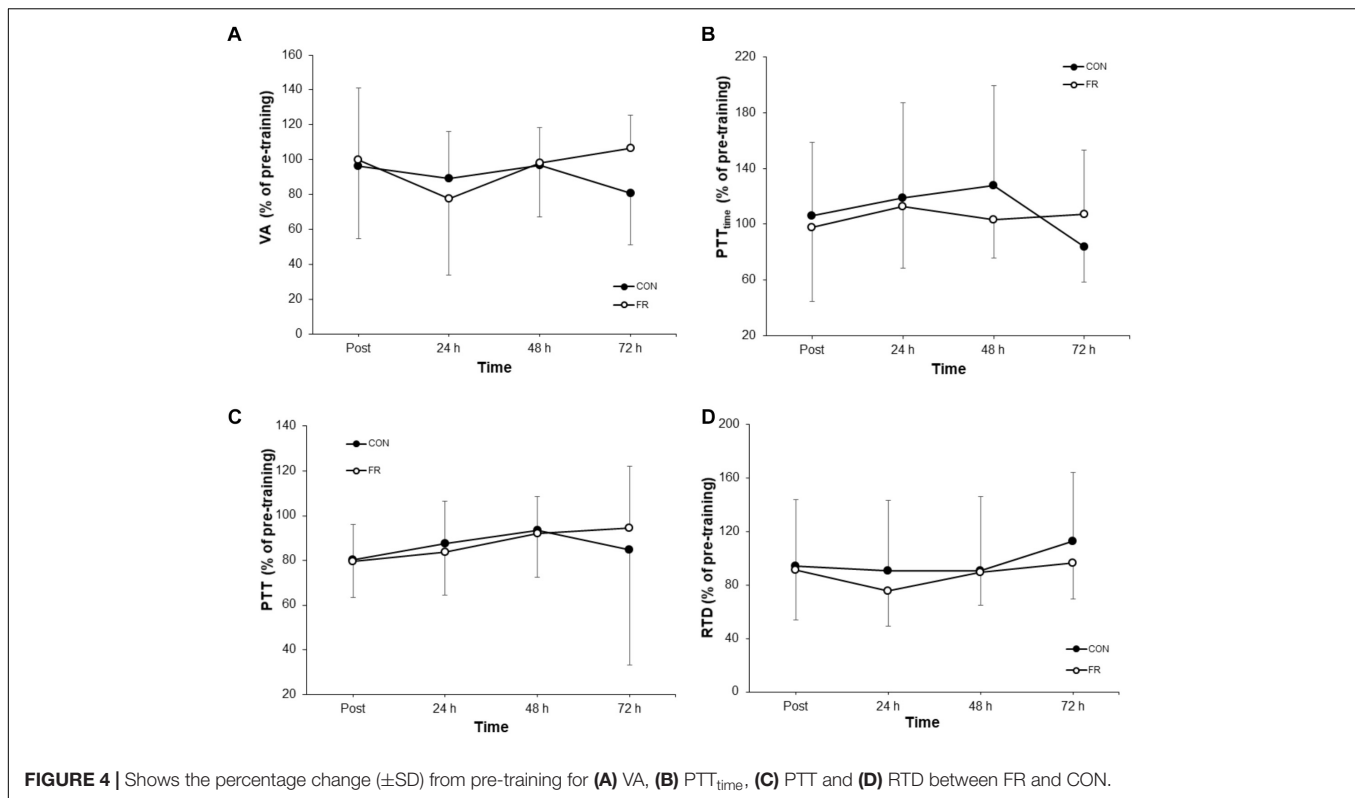 A
160
140
120
100
80
60
40
20
0
VA (% of pre-training)
CON
FR
Post 24 h 48 h 72 h
Time
B
220
180
140
100
60
20
PTTtime (% of pre-training)
CON
FR
Post 24 h 48 h 72 h
Time
C
140
120
100
80
60
40
20
PTT (% of pre-training)
CON
FR
Post 24 h 48 h 72 h
Time
D
200
160
120
80
40
0
RTD (% of pre-training)
CON
FR
Post 24 h 48 h 72 h
Time
FIGURE 4 | Shows the percentage change (±SD) from pre-training for (A) VA, (B) PTTtime, (C) PTT and (D) RTD between FR and CON.